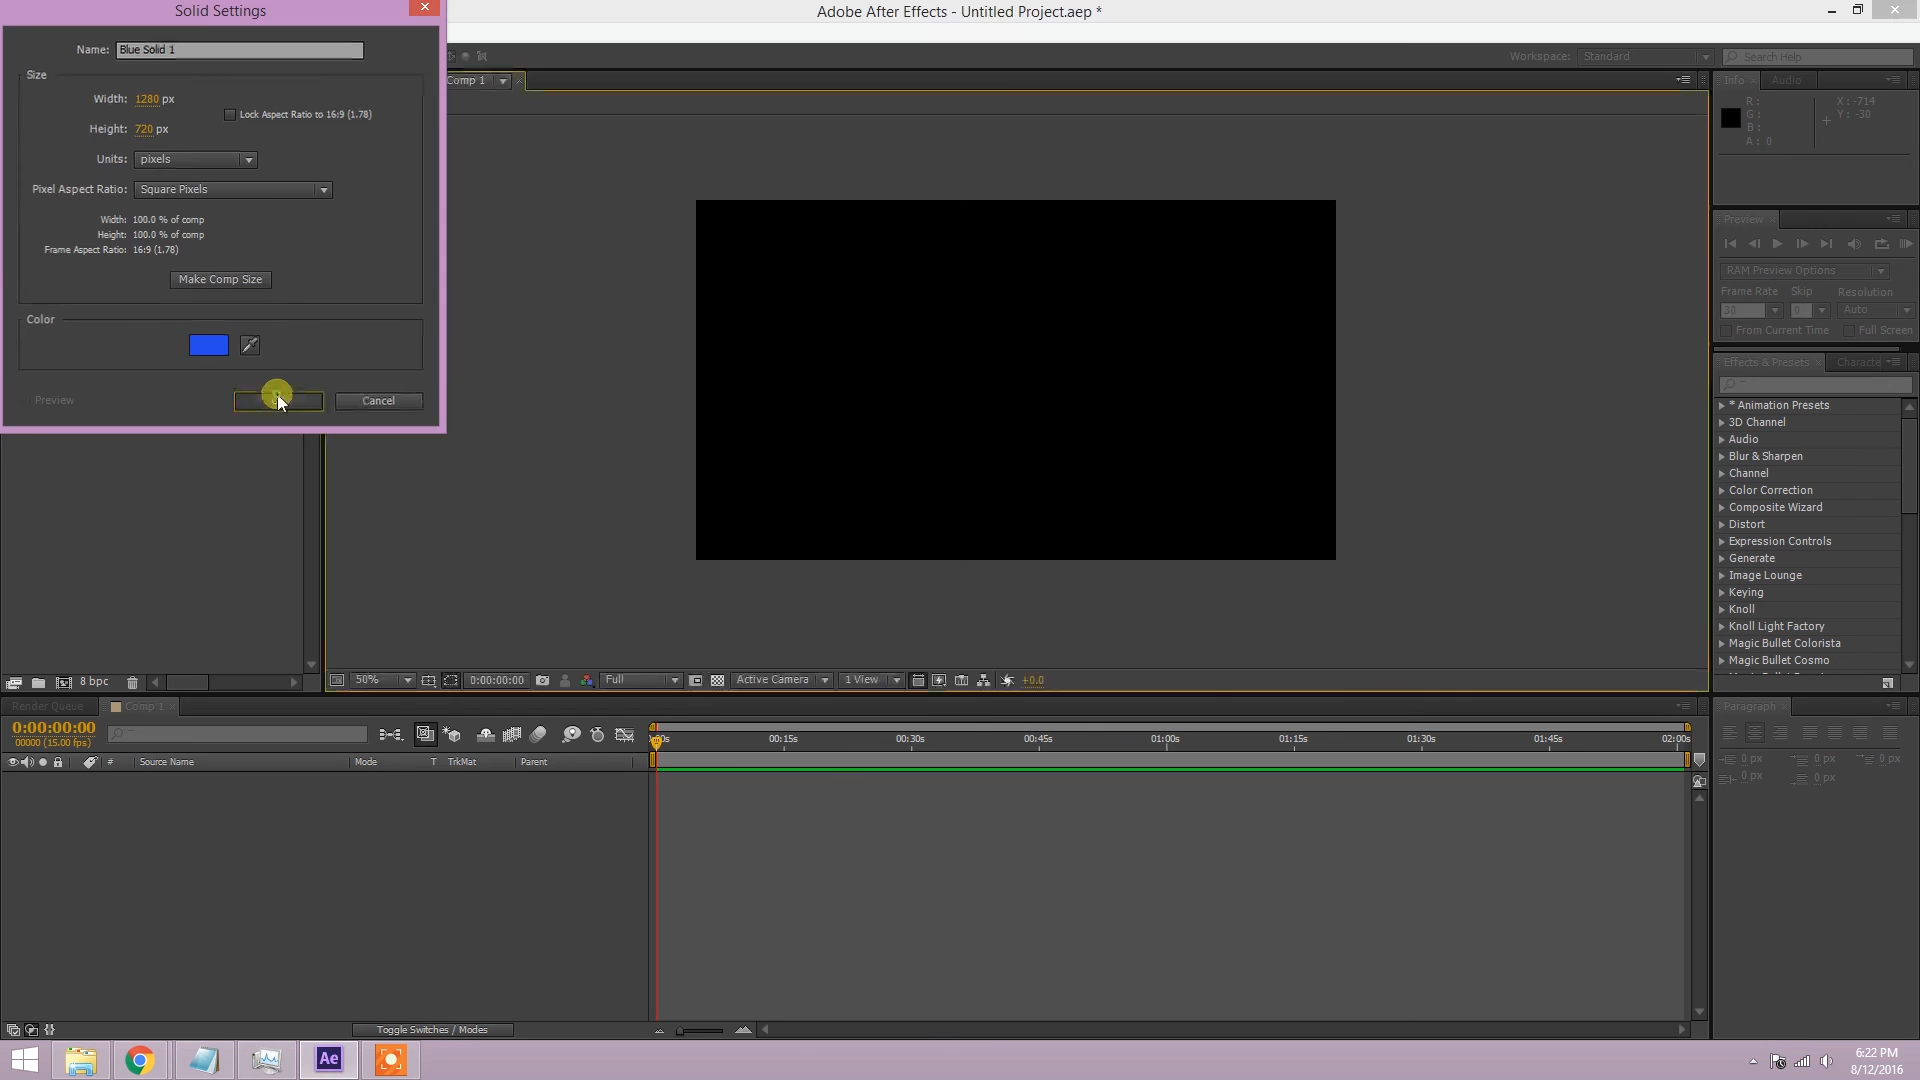 Solid Settings
Adobe After Effects - Untitled Project.aep *
Name: Blue Solid 1
Size
Width: 1280 px
Lock Aspect Ratio to 16:9 (1.78)
Height: 720 px
Units: pixels
Pixel Aspect Ratio: Square Pixels
Width: 100.0 % of comp
Height: 100.0 % of comp
Frame Aspect Ratio: 16:9 (1.78)
Make Comp Size
Color
Preview
Cancel
Comp 1
Workspace: Standard
Search Help
Info
Audio
R:
G:
B:
A: 0
X: -714
Y: -30
Preview
RAM Preview Options
Frame Rate Skip Resolution
30 0 Auto
From Current Time Full Screen
Effects & Presets
Characte
* Animation Presets
3D Channel
Audio
Blur & Sharpen
Channel
Color Correction
Composite Wizard
Distort
Expression Controls
Generate
Image Lounge
Keying
Knoll
Knoll Light Factory
Magic Bullet Colorista
Magic Bullet Cosmo
8 bpc
50%
0:00:00:00
Full
Active Camera
1 View
+0.0
Render Queue
Comp 1
0:00:00:00
00000 (15.00 fps)
# Source Name Mode T TrkMat Parent
00:15s 00:30s 00:45s 01:00s 01:15s 01:30s 01:45s 02:00s
Paragraph
0 px 0 px 0 px
0 px 0 px
Toggle Switches / Modes
Ae
6:22 PM
8/12/2016